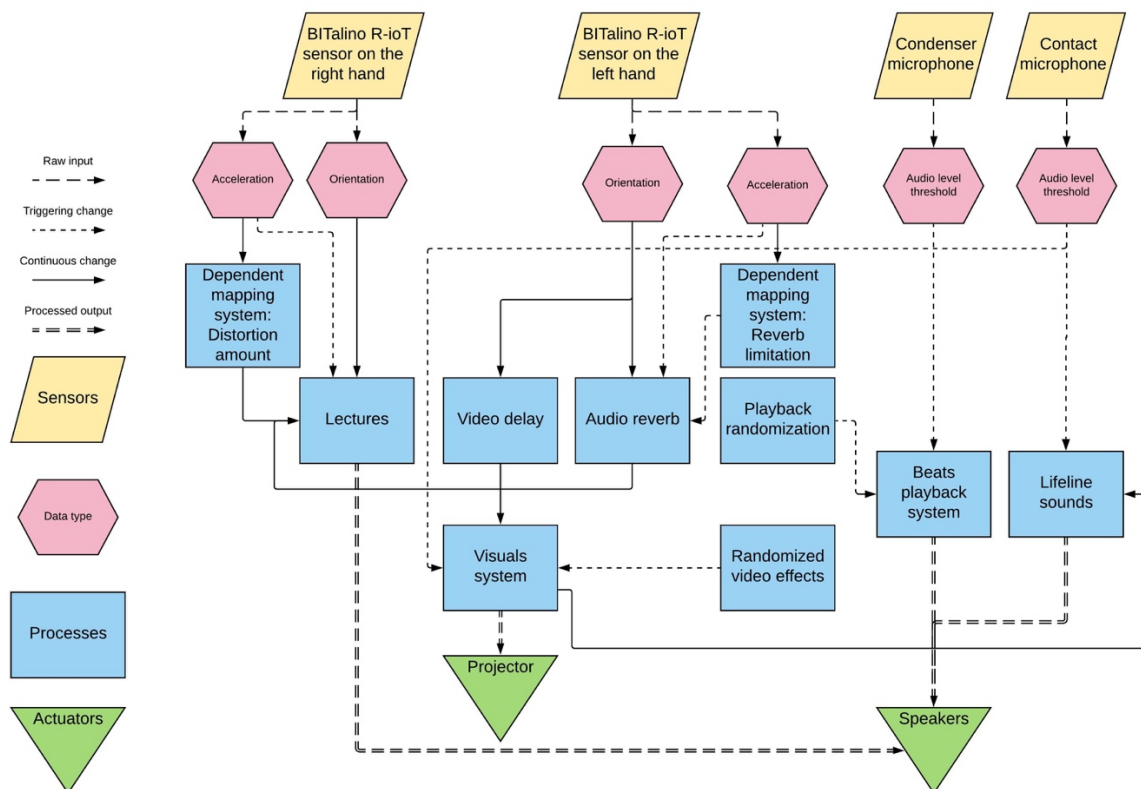 BITalino R-ioT
sensor on the
right hand
BITalino R-ioT
sensor on the
left hand
Condenser
microphone
Contact
microphone
Raw input
Triggering change
Continuous change
Processed output
Sensors
Data type
Processes
Actuators
Acceleration
Orientation
Orientation
Acceleration
Audio level
threshold
Audio level
threshold
Dependent
mapping
system:
Distortion
amount
Dependent
mapping
system:
Reverb
limitation
Lectures
Video delay
Audio reverb
Playback
randomization
Beats
playback
system
Lifeline
sounds
Visuals
system
Randomized
video effects
Projector
Speakers